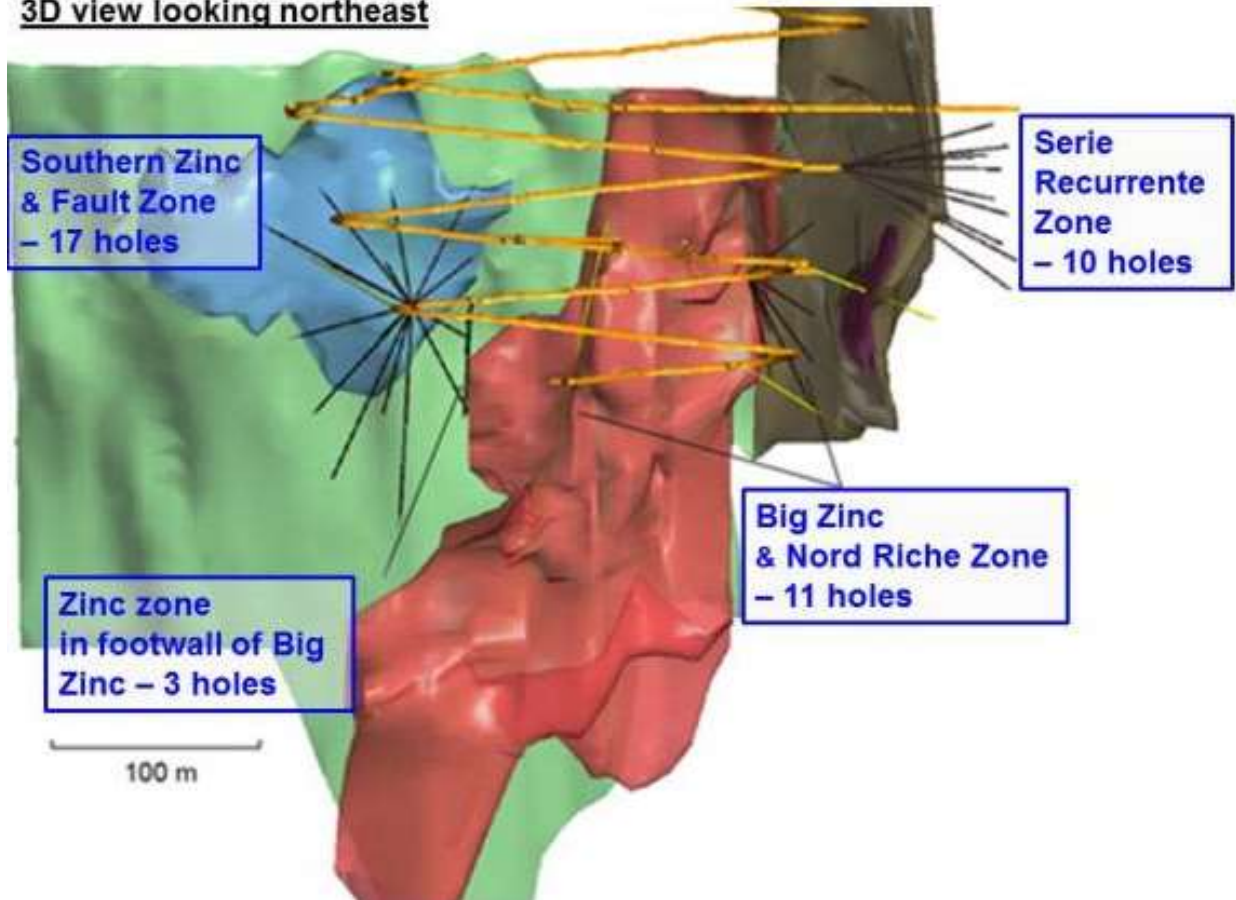 3D view looking northeast
Southern Zinc
& Fault Zone
– 17 holes
Serie
Recurrente
Zone
– 10 holes
Big Zinc
& Nord Riche Zone
– 11 holes
Zinc zone
in footwall of Big
Zinc – 3 holes
100 m